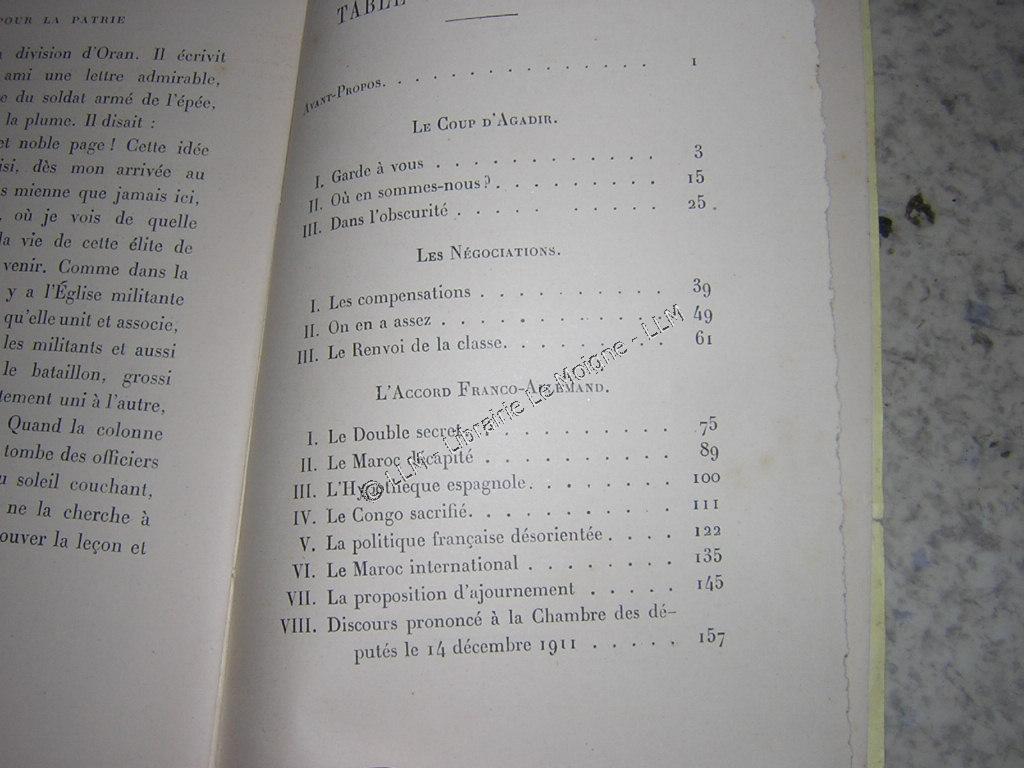 POUR LA PATRIE
division d'Oran. Il écrivit
ami une lettre admirable,
du soldat armé de l'épée,
la plume. Il disait :
et noble page ! Cette idée
dès mon arrivée au
mienne que jamais ici,
où je vois de quelle
la vie de cette élite de
venir. Comme dans la
y a l'Église militante
qu'elle unit et associe,
les militants et aussi
le bataillon, grossi
tement uni à l'autre,
Quand la colonne
tombe des officiers
soleil couchant,
ne la cherche à
ouver la leçon et
TABLE
AVANT-PROPOS. . . . . . . . . . . . . . . 1
LE COUP D'AGADIR.
I. Garde à vous . . . . . . . . . . . . 3
II. Où en sommes-nous ? . . . . . . . . . 15
III. Dans l'obscurité . . . . . . . . . . 25
LES NÉGOCIATIONS.
I. Les compensations . . . . . . . . . . 39
II. On en a assez . . . . . . . . . . . . 49
III. Le Renvoi de la classe. . . . . . . . 61
L'ACCORD FRANCO-ALLEMAND.
I. Le Double secret . . . . . . . . . . 75
II. Le Maroc décapité . . . . . . . . . . 89
III. L'Hypothèque espagnole. . . . . . . . 100
IV. Le Congo sacrifié. . . . . . . . . . 111
V. La politique française désorientée. . . . 122
VI. Le Maroc international . . . . . . . . 135
VII. La proposition d'ajournement . . . . . 145
VIII. Discours prononcé à la Chambre des dé-
putés le 14 décembre 1911 . . . . . 157
© LLM - Librairie Le Moigne - LLM